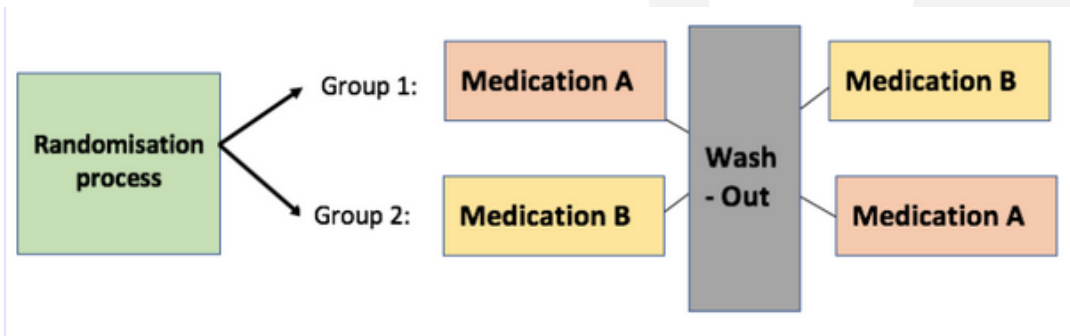 Randomisation
process
Group 1:
Medication A
Group 2:
Medication B
Wash
- Out
Medication B
Medication A